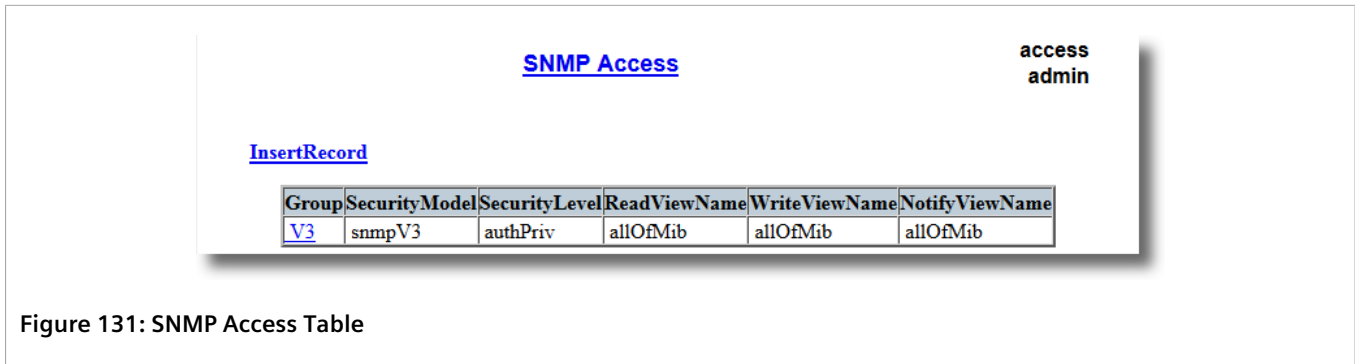 SNMP Access
access
admin
InsertRecord
Group SecurityModel SecurityLevel ReadViewName WriteViewName NotifyViewName
V3 snmpV3 authPriv allOfMib allOfMib allOfMib
Figure 131: SNMP Access Table